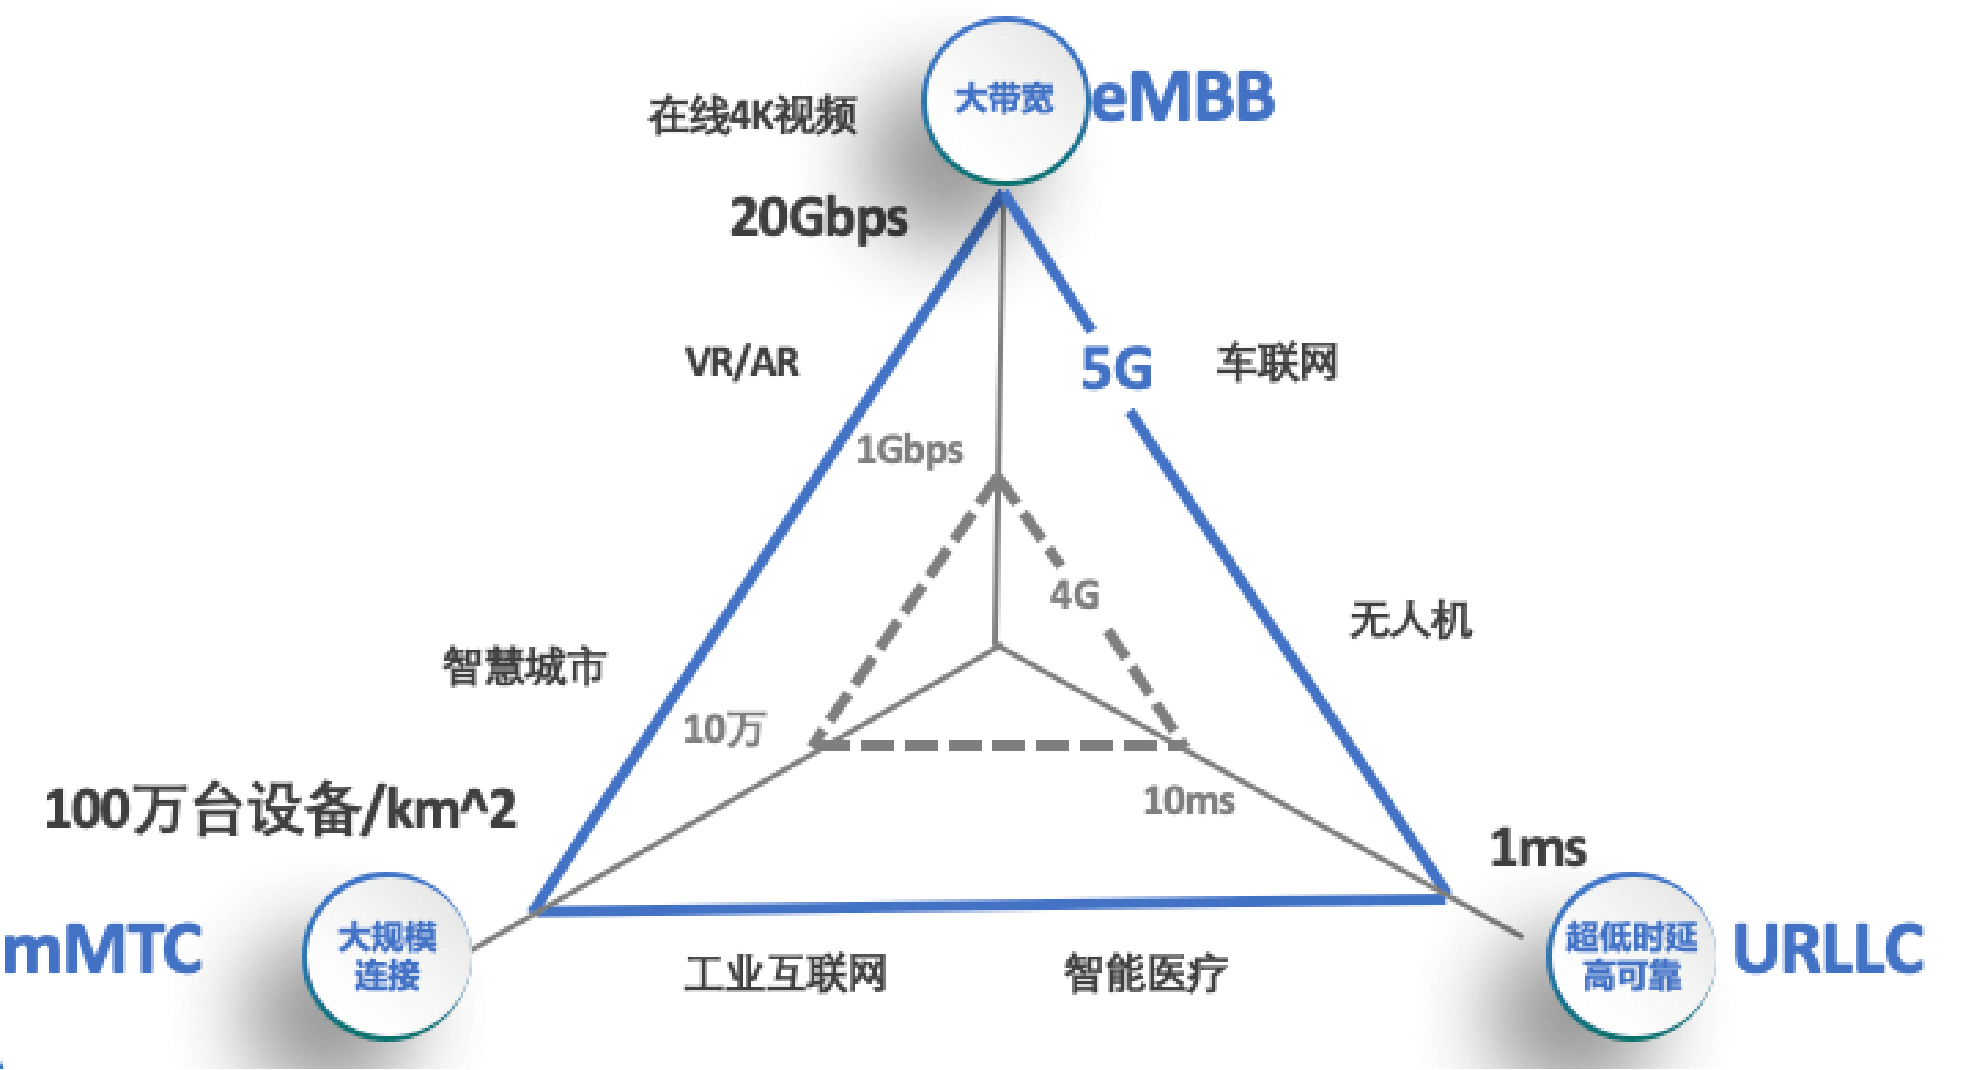 大带宽
eMBB
在线4K视频
20Gbps
VR/AR
5G
车联网
1Gbps
4G
无人机
智慧城市
10万
10ms
100万台设备/km^2
1ms
mMTC
大规模
连接
超低时延
高可靠
URLLC
工业互联网
智能医疗